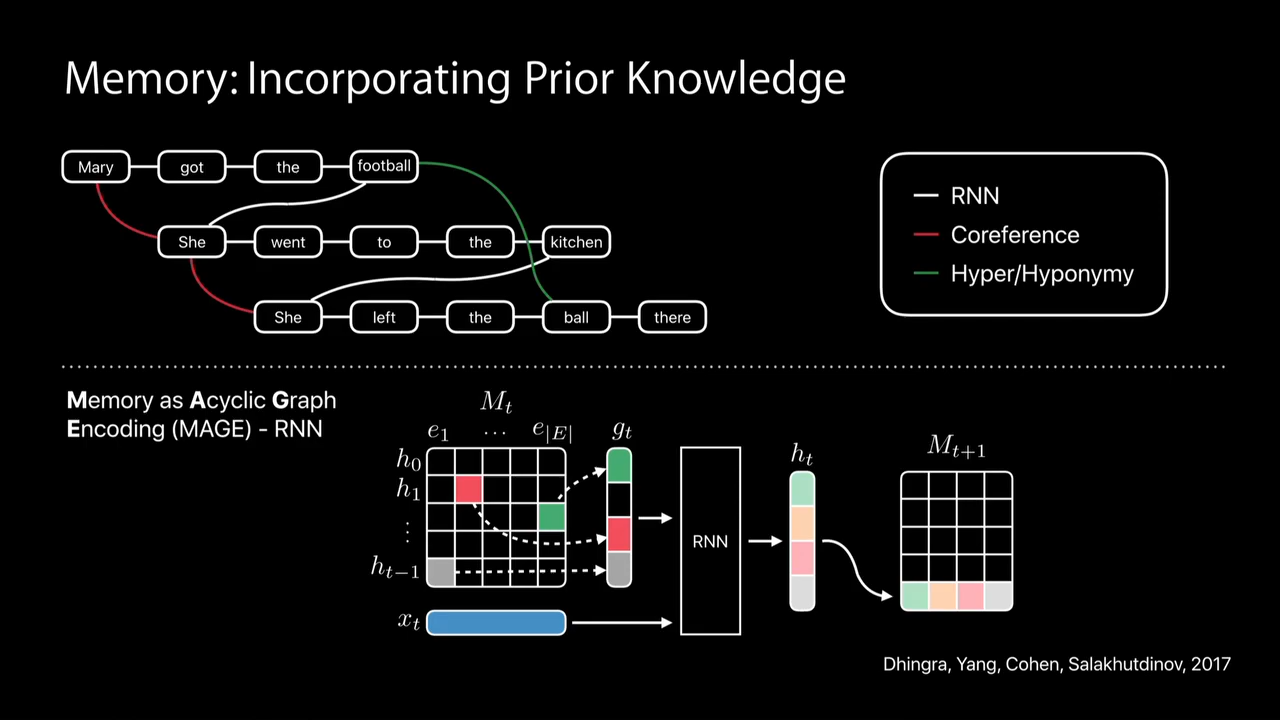 Memory: Incorporating Prior Knowledge
Mary got the football
She went to the kitchen
She left the ball there
RNN
Coreference
Hyper/Hyponymy
Memory as Acyclic Graph
Encoding (MAGE) - RNN
M_t
e_1 ... e_{|E|}
g_t
h_0
h_1
⋮
h_{t-1}
x_t
RNN
h_t
M_{t+1}
Dhingra, Yang, Cohen, Salakhutdinov, 2017